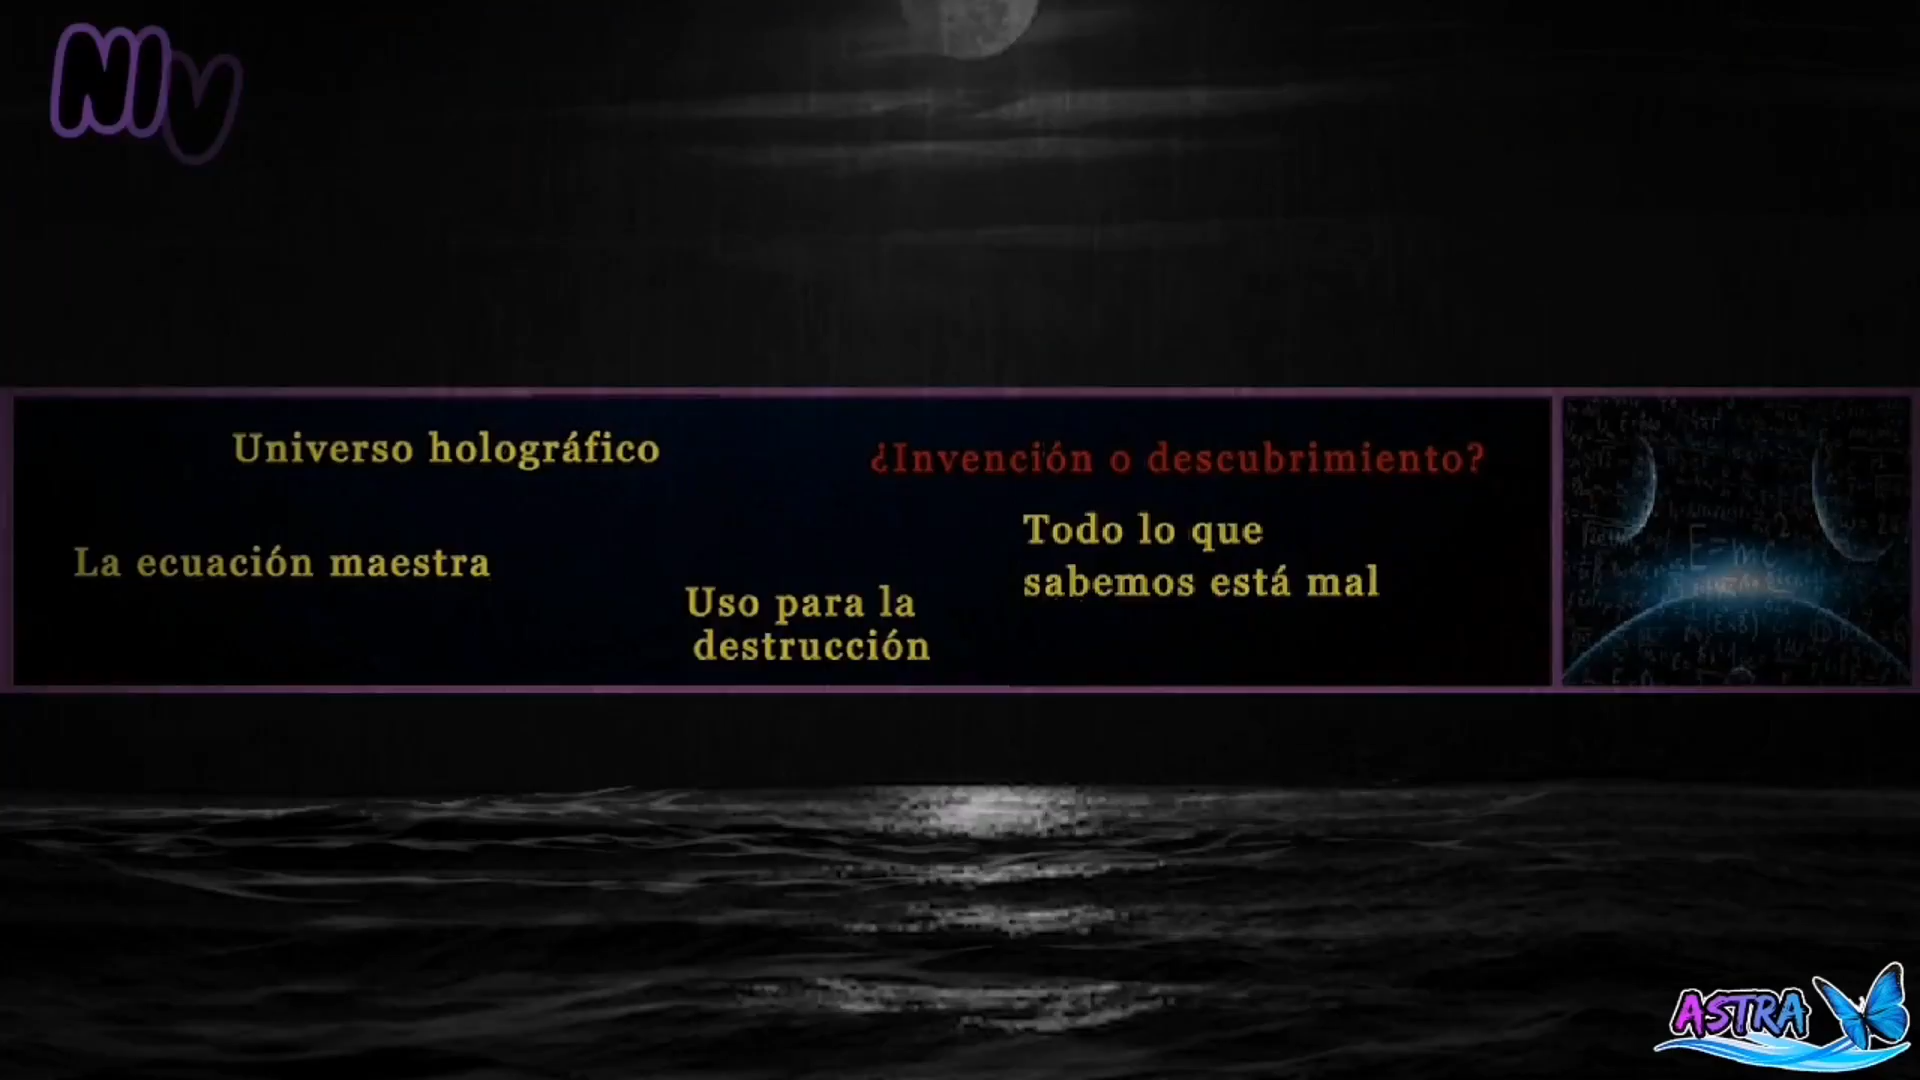 NIV
Universo holográfico
¿Invención o descubrimiento?
La ecuación maestra
Uso para la
destrucción
Todo lo que
sabemos está mal
E=mc²
ASTRA